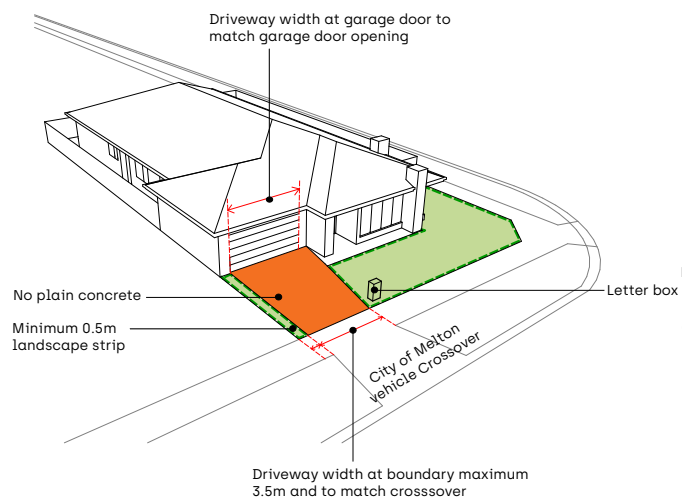 Driveway width at garage door to
match garage door opening
No plain concrete
Letter box
Minimum 0.5m
landscape strip
City of Melton
vehicle Crossover
Driveway width at boundary maximum
3.5m and to match crosssover